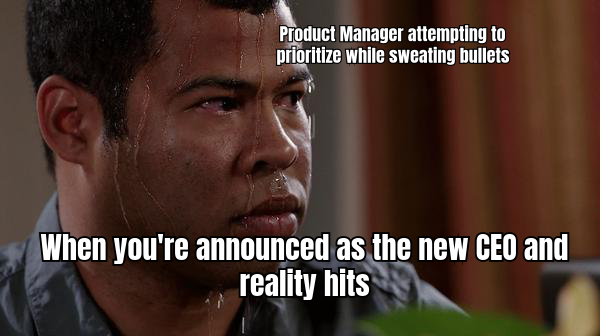 Product Manager attempting to
prioritize while sweating bullets
When you're announced as the new CEO and
reality hits